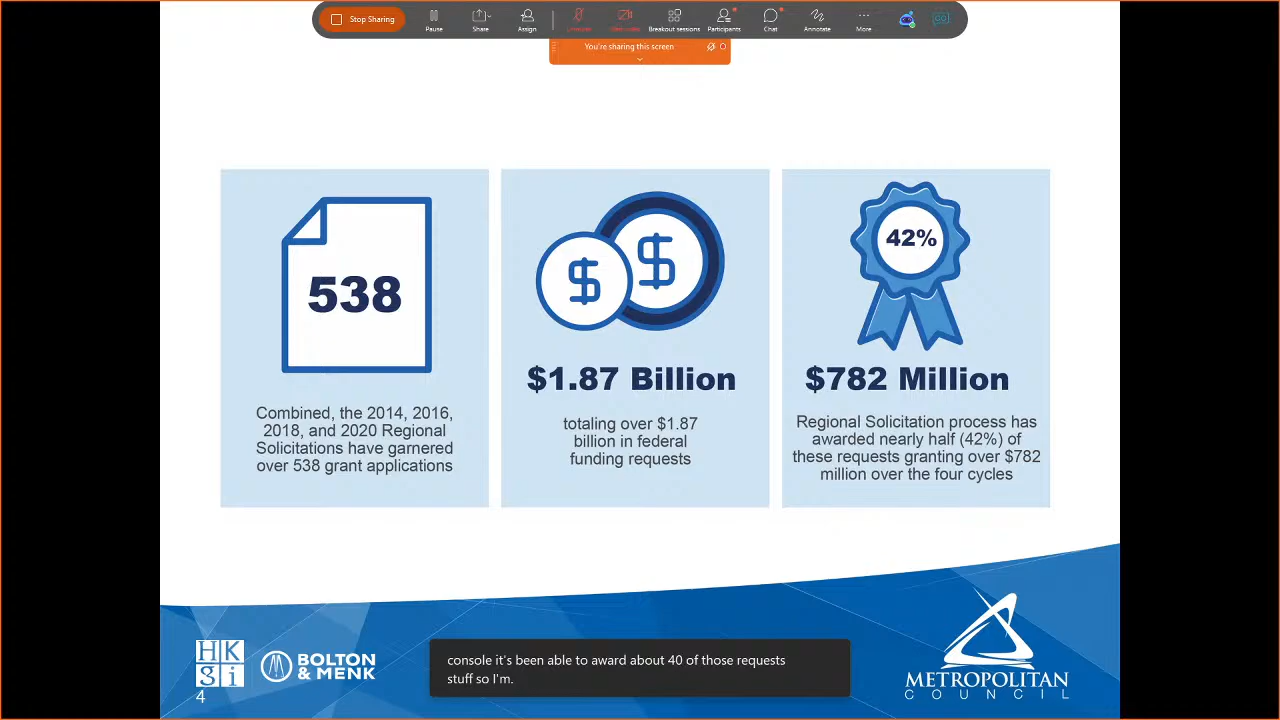 Stop Sharing
Pause
Share
Assign
Breakout sessions
Participants
Chat
Annotate
More
You're sharing this screen
538
Combined, the 2014, 2016,
2018, and 2020 Regional
Solicitations have garnered
over 538 grant applications
$ $
$1.87 Billion
totaling over $1.87
billion in federal
funding requests
42%
$782 Million
Regional Solicitation process has
awarded nearly half (42%) of
these requests granting over $782
million over the four cycles
HK
gi
BOLTON
& MENK
4
console it's been able to award about 40 of those requests
stuff so I'm.
METROPOLITAN
COUNCIL